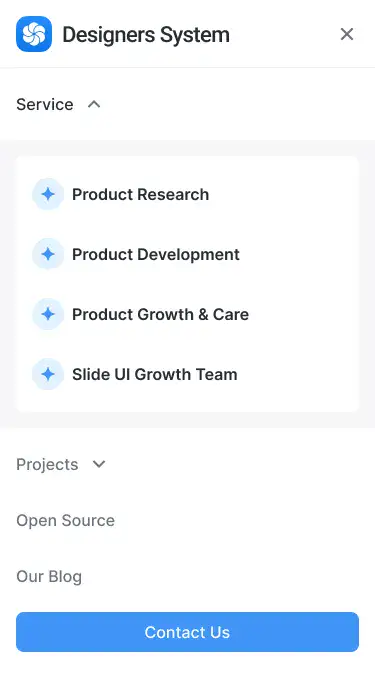 Designers System
Service
Product Research
Product Development
Product Growth & Care
Slide UI Growth Team
Projects
Open Source
Our Blog
Contact Us